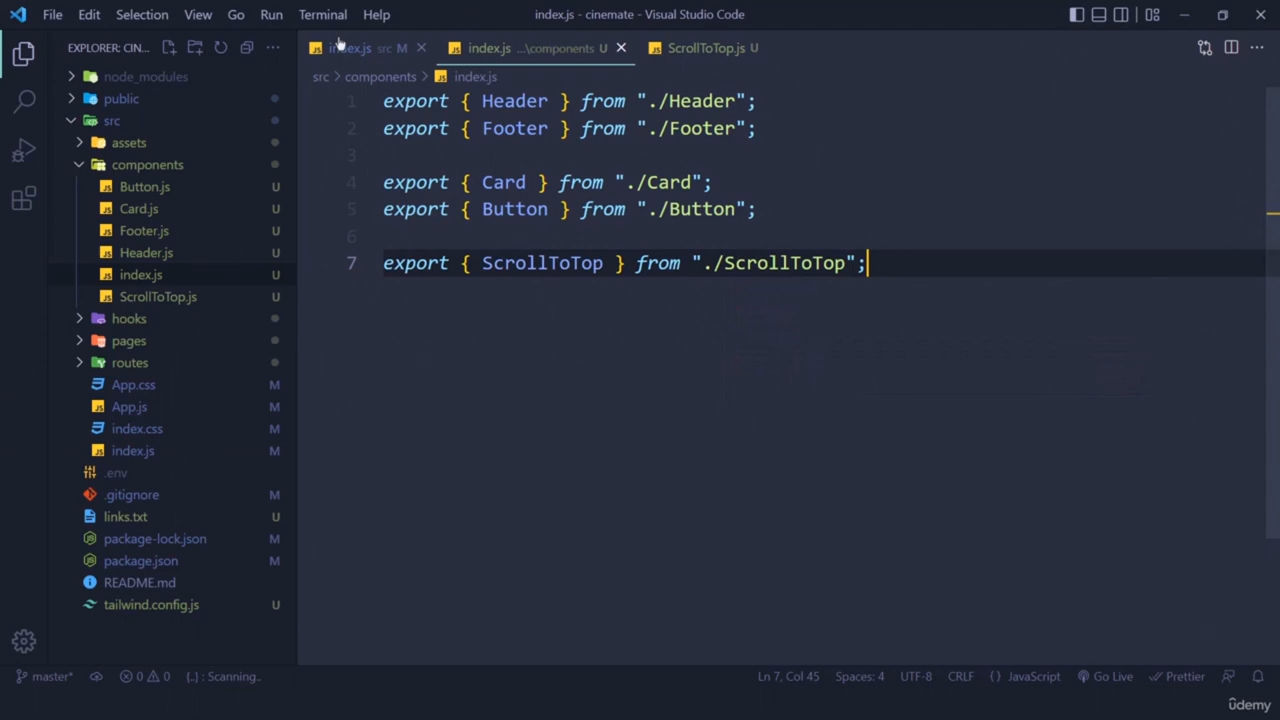 File Edit Selection View Go Run Terminal Help
index.js - cinemate - Visual Studio Code
EXPLORER: CIN...
index.js src M
index.js ...\components U
ScrollToTop.js U
src > components > index.js
node_modules
public
src
assets
components
Button.js U
Card.js U
Footer.js U
Header.js U
index.js U
ScrollToTop.js U
hooks
pages
routes
App.css M
App.js M
index.css M
index.js M
.env
.gitignore M
links.txt U
package-lock.json M
package.json M
README.md
tailwind.config.js U
1 export { Header } from "./Header";
2 export { Footer } from "./Footer";
3
4 export { Card } from "./Card";
5 export { Button } from "./Button";
6
7 export { ScrollToTop } from "./ScrollToTop";
master* 0 0 {..} : Scanning..
Ln 7, Col 45 Spaces: 4 UTF-8 CRLF {} JavaScript Go Live Prettier
ûdemy